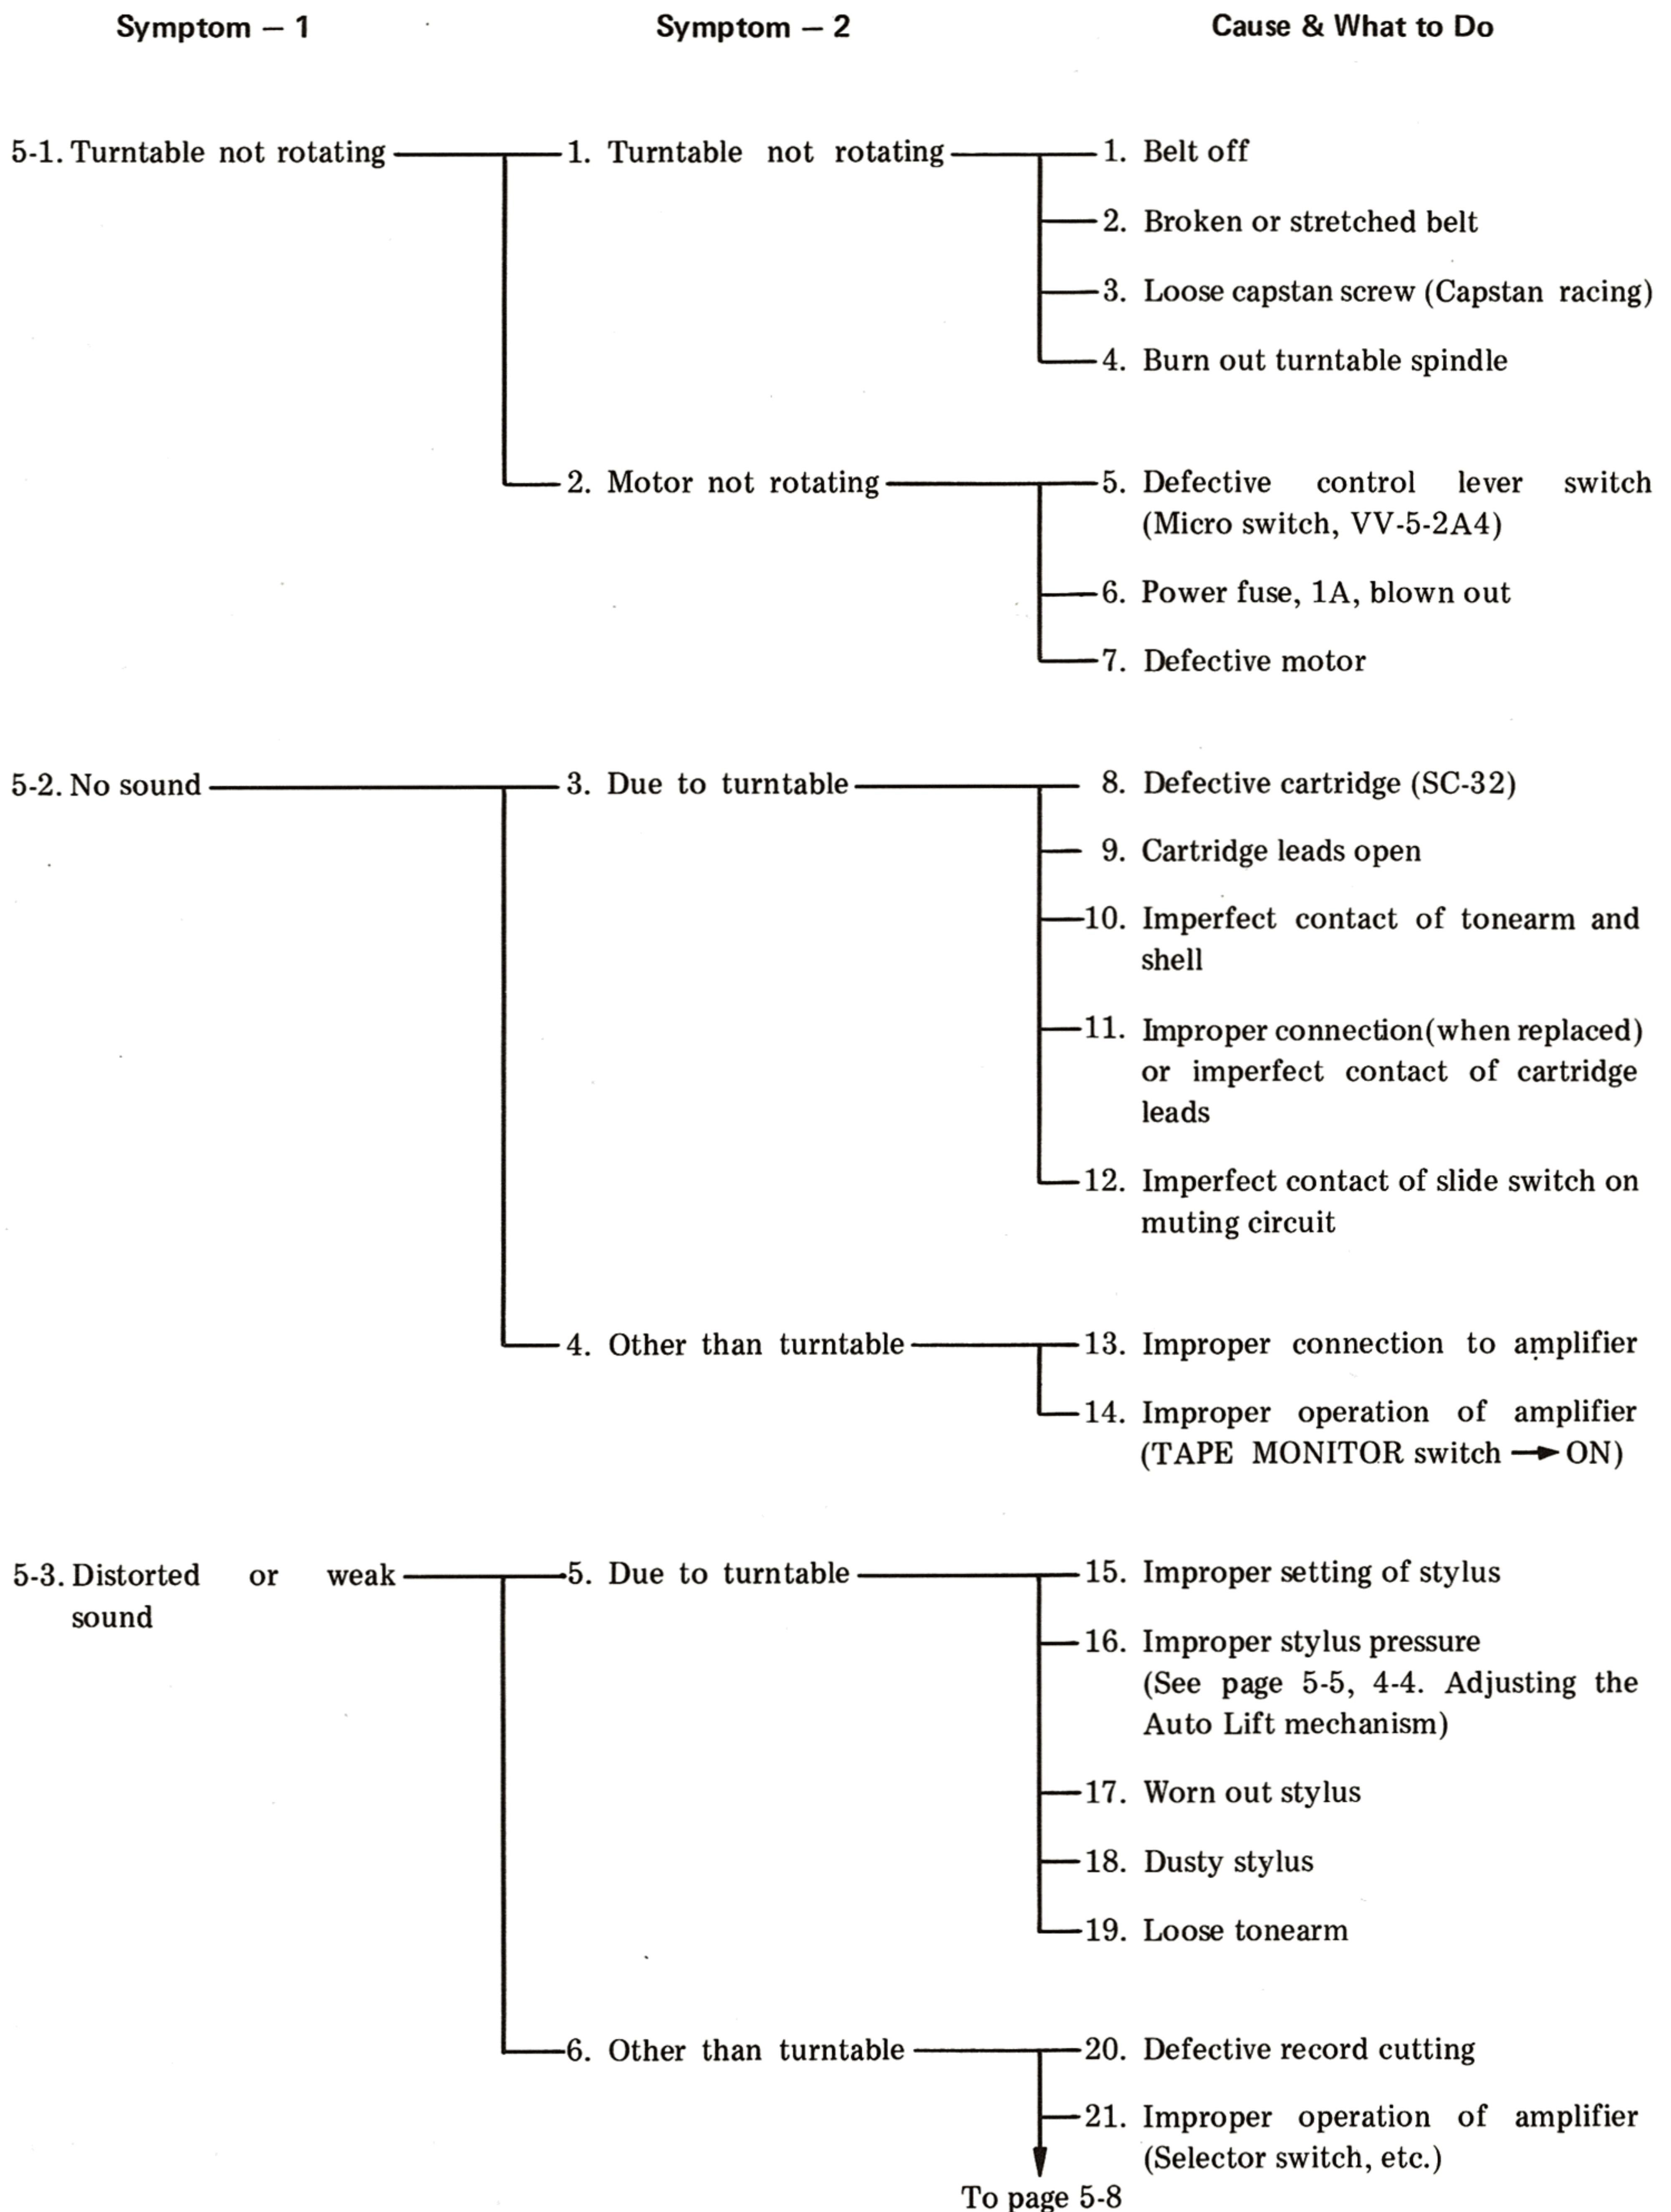 Symptom — 1
Symptom — 2
Cause & What to Do
5-1. Turntable not rotating
1. Turntable not rotating
1. Belt off
2. Broken or stretched belt
3. Loose capstan screw (Capstan racing)
4. Burn out turntable spindle
2. Motor not rotating
5. Defective control lever switch
(Micro switch, VV-5-2A4)
6. Power fuse, 1A, blown out
7. Defective motor
5-2. No sound
3. Due to turntable
8. Defective cartridge (SC-32)
9. Cartridge leads open
10. Imperfect contact of tonearm and
shell
11. Improper connection(when replaced)
or imperfect contact of cartridge
leads
12. Imperfect contact of slide switch on
muting circuit
4. Other than turntable
13. Improper connection to amplifier
14. Improper operation of amplifier
(TAPE MONITOR switch → ON)
5-3. Distorted or weak
sound
5. Due to turntable
15. Improper setting of stylus
16. Improper stylus pressure
(See page 5-5, 4-4. Adjusting the
Auto Lift mechanism)
17. Worn out stylus
18. Dusty stylus
19. Loose tonearm
6. Other than turntable
20. Defective record cutting
21. Improper operation of amplifier
(Selector switch, etc.)
To page 5-8